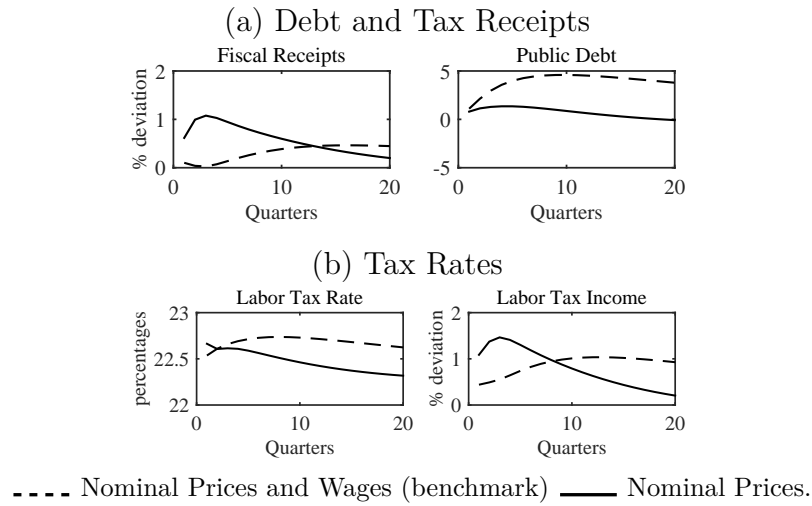 (a) Debt and Tax Receipts
Fiscal Receipts
Public Debt
% deviation
2
1
0
0
10
20
Quarters
5
0
-5
0
10
20
Quarters
(b) Tax Rates
Labor Tax Rate
Labor Tax Income
percentages
23
22.5
22
0
10
20
Quarters
% deviation
2
1
0
0
10
20
Quarters
Nominal Prices and Wages (benchmark)
Nominal Prices.